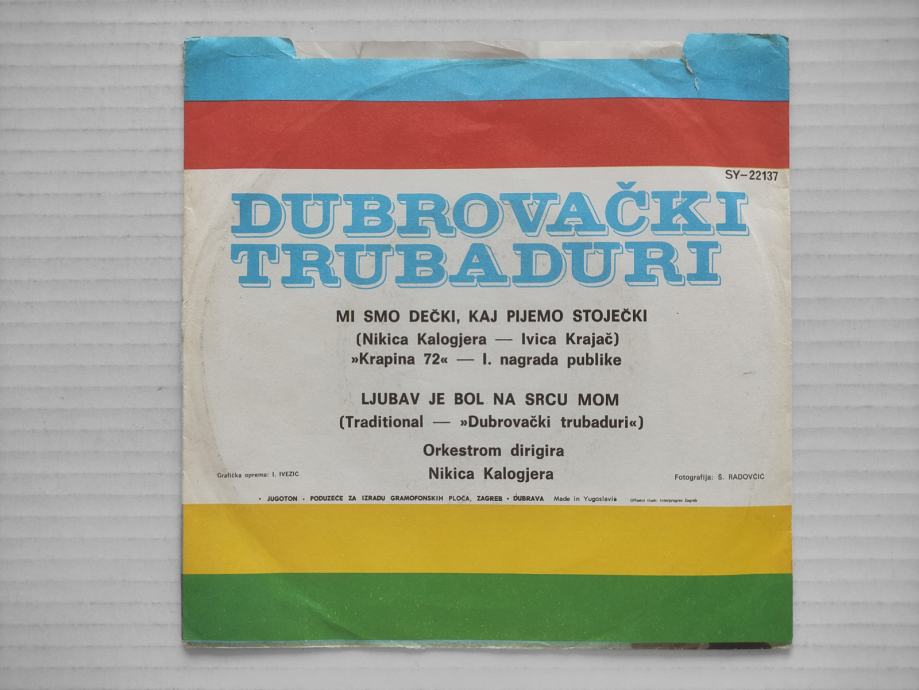 SY-22137
DUBROVAČKI
TRUBADURI
MI SMO DEČKI, KAJ PIJEMO STOJEČKI
(Nikica Kalogjera — Ivica Krajač)
»Krapina 72« — I. nagrada publike
LJUBAV JE BOL NA SRCU MOM
(Traditional — »Dubrovački trubaduri«)
Orkestrom dirigira
Nikica Kalogjera
Grafička oprema: I. IVEZIĆ
Fotografija: Š. RADOVČIĆ
• JUGOTON • PODUZEĆE ZA IZRADU GRAMOFONSKIH PLOČA, ZAGREB • DUBRAVA Made in Yugoslavia